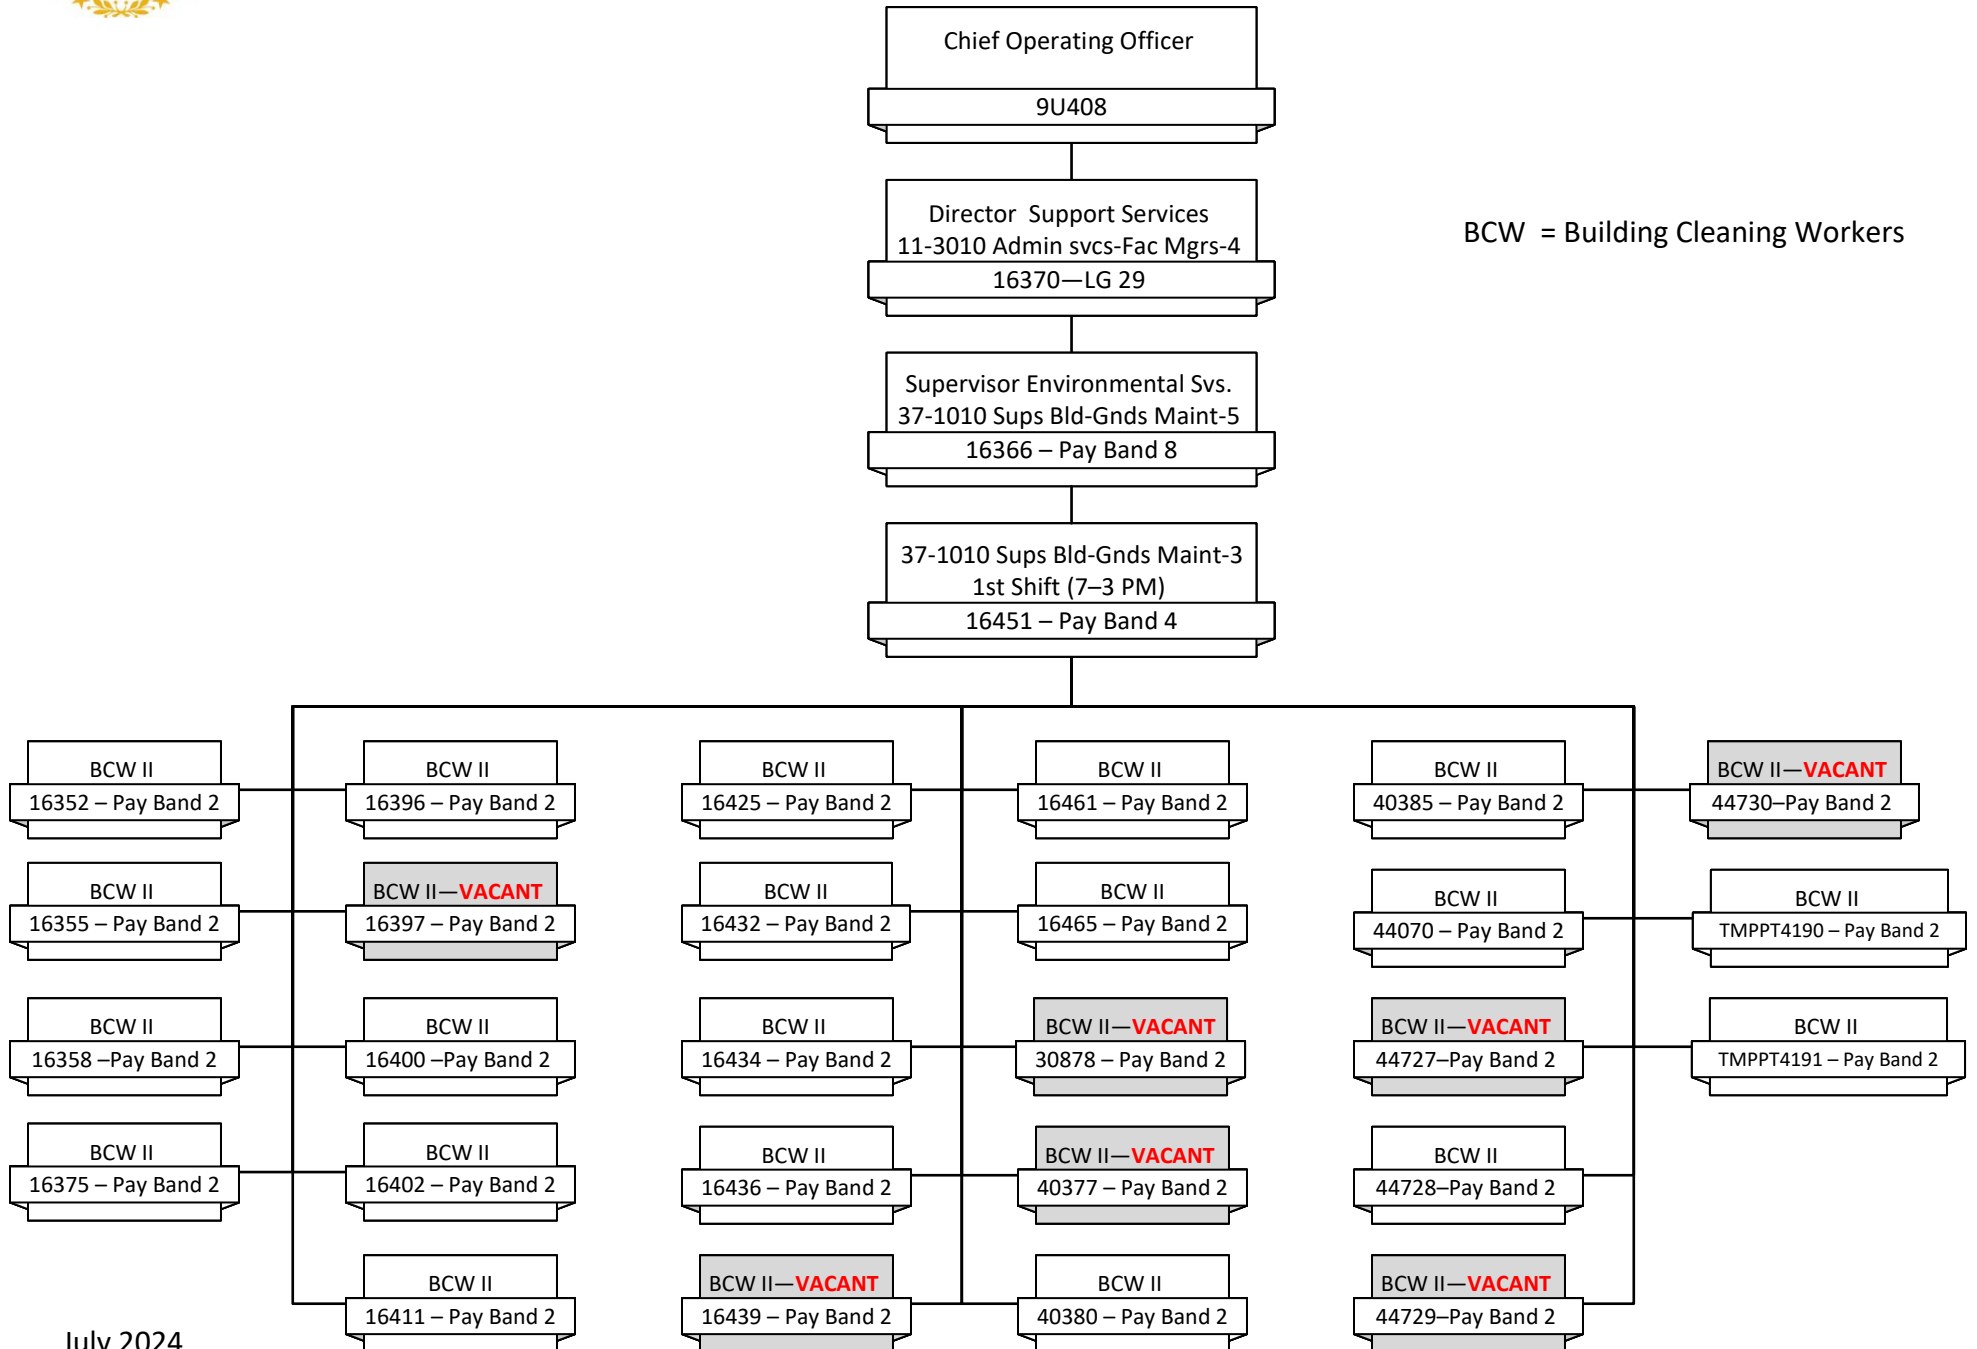 Chief Operating Officer
9U408
Director  Support Services
11-3010 Admin svcs-Fac Mgrs-4
16370—LG 29
BCW  = Building Cleaning Workers
Supervisor Environmental Svs.
37-1010 Sups Bld-Gnds Maint-5
16366 – Pay Band 8
37-1010 Sups Bld-Gnds Maint-3
1st Shift (7–3 PM)
16451 – Pay Band 4
BCW II
16352 – Pay Band 2
BCW II
16396 – Pay Band 2
BCW II
16425 – Pay Band 2
BCW II
16461 – Pay Band 2
BCW II
40385 – Pay Band 2
BCW II—VACANT
44730–Pay Band 2
BCW II
16355 – Pay Band 2
BCW II—VACANT
16397 – Pay Band 2
BCW II
16432 – Pay Band 2
BCW II
16465 – Pay Band 2
BCW II
44070 – Pay Band 2
BCW II
TMPPT4190 – Pay Band 2
BCW II
16358 –Pay Band 2
BCW II
16400 –Pay Band 2
BCW II
16434 – Pay Band 2
BCW II—VACANT
30878 – Pay Band 2
BCW II—VACANT
44727–Pay Band 2
BCW II
TMPPT4191 – Pay Band 2
BCW II
16375 – Pay Band 2
BCW II
16402 – Pay Band 2
BCW II
16436 – Pay Band 2
BCW II—VACANT
40377 – Pay Band 2
BCW II
44728–Pay Band 2
BCW II
16411 – Pay Band 2
BCW II—VACANT
16439 – Pay Band 2
BCW II
40380 – Pay Band 2
BCW II—VACANT
44729–Pay Band 2
July 2024